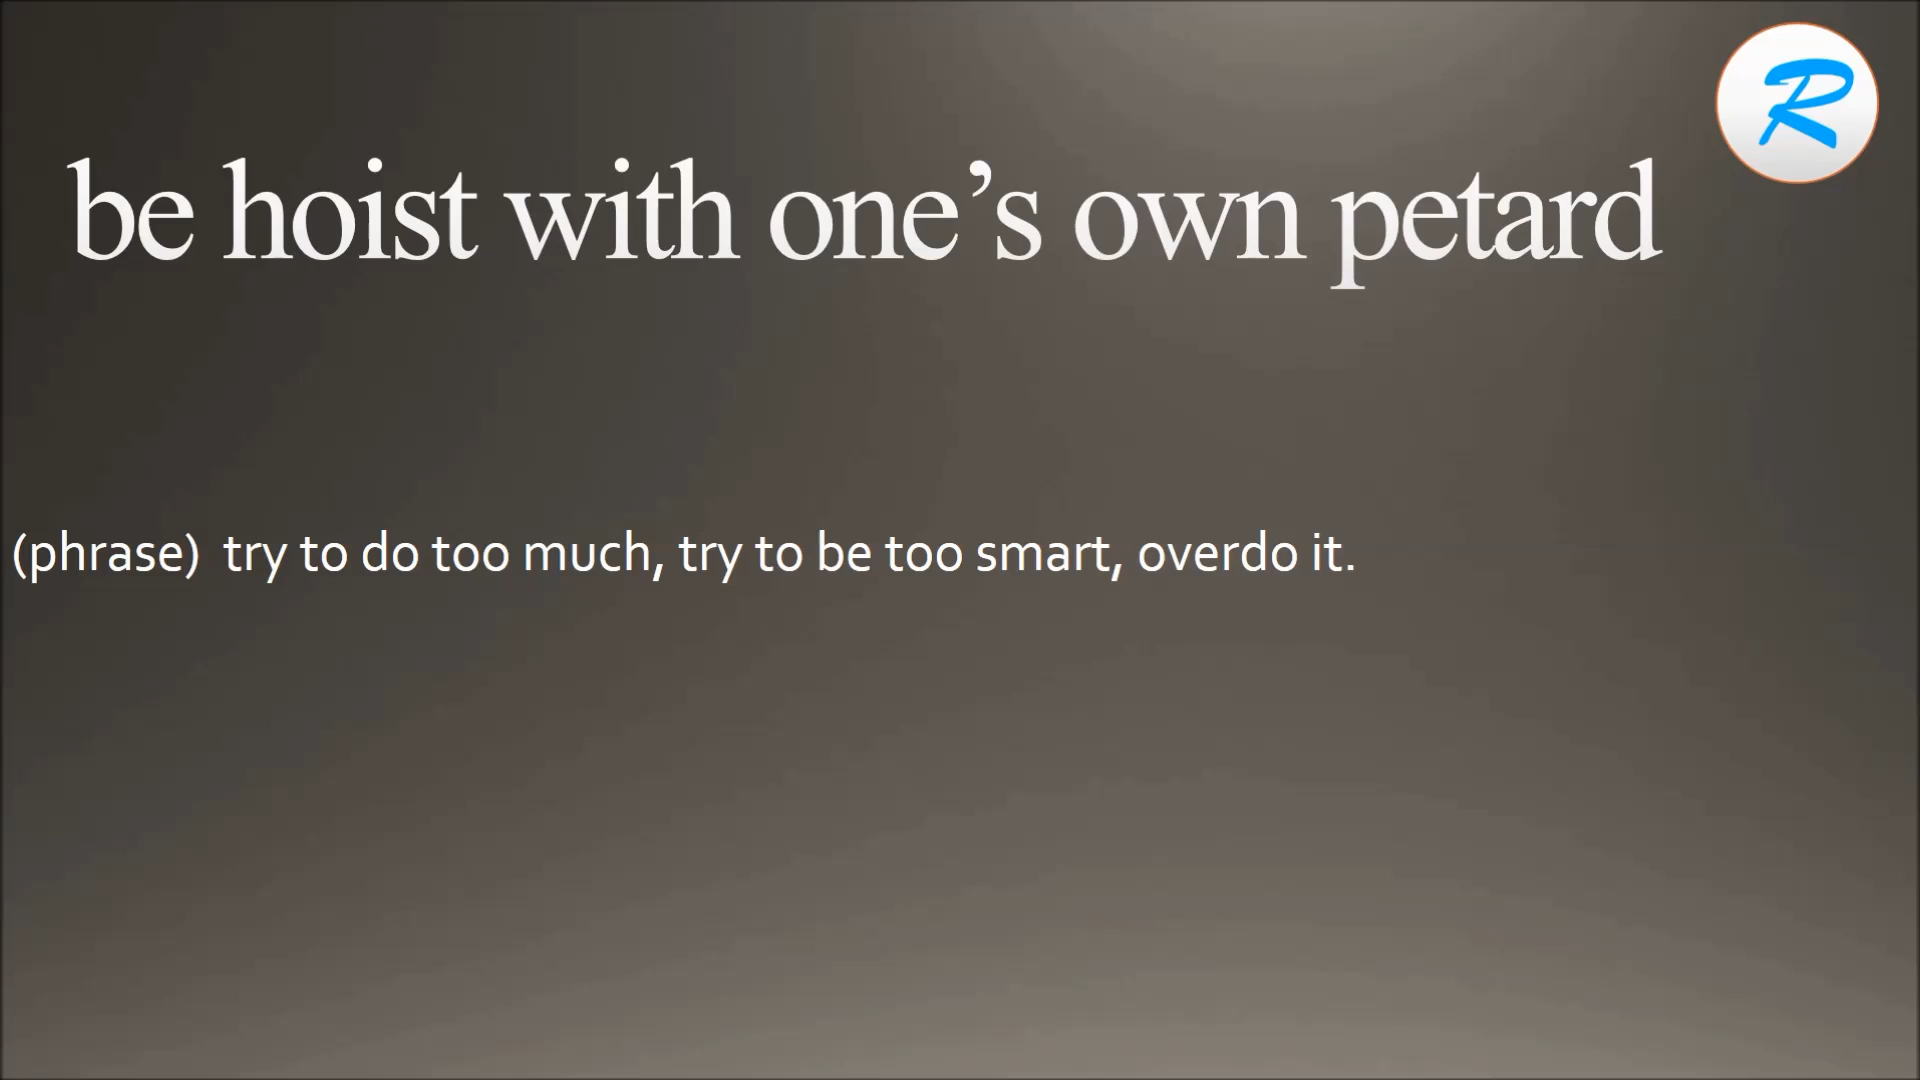 R
be hoist with one’s own petard
(phrase) try to do too much, try to be too smart, overdo it.